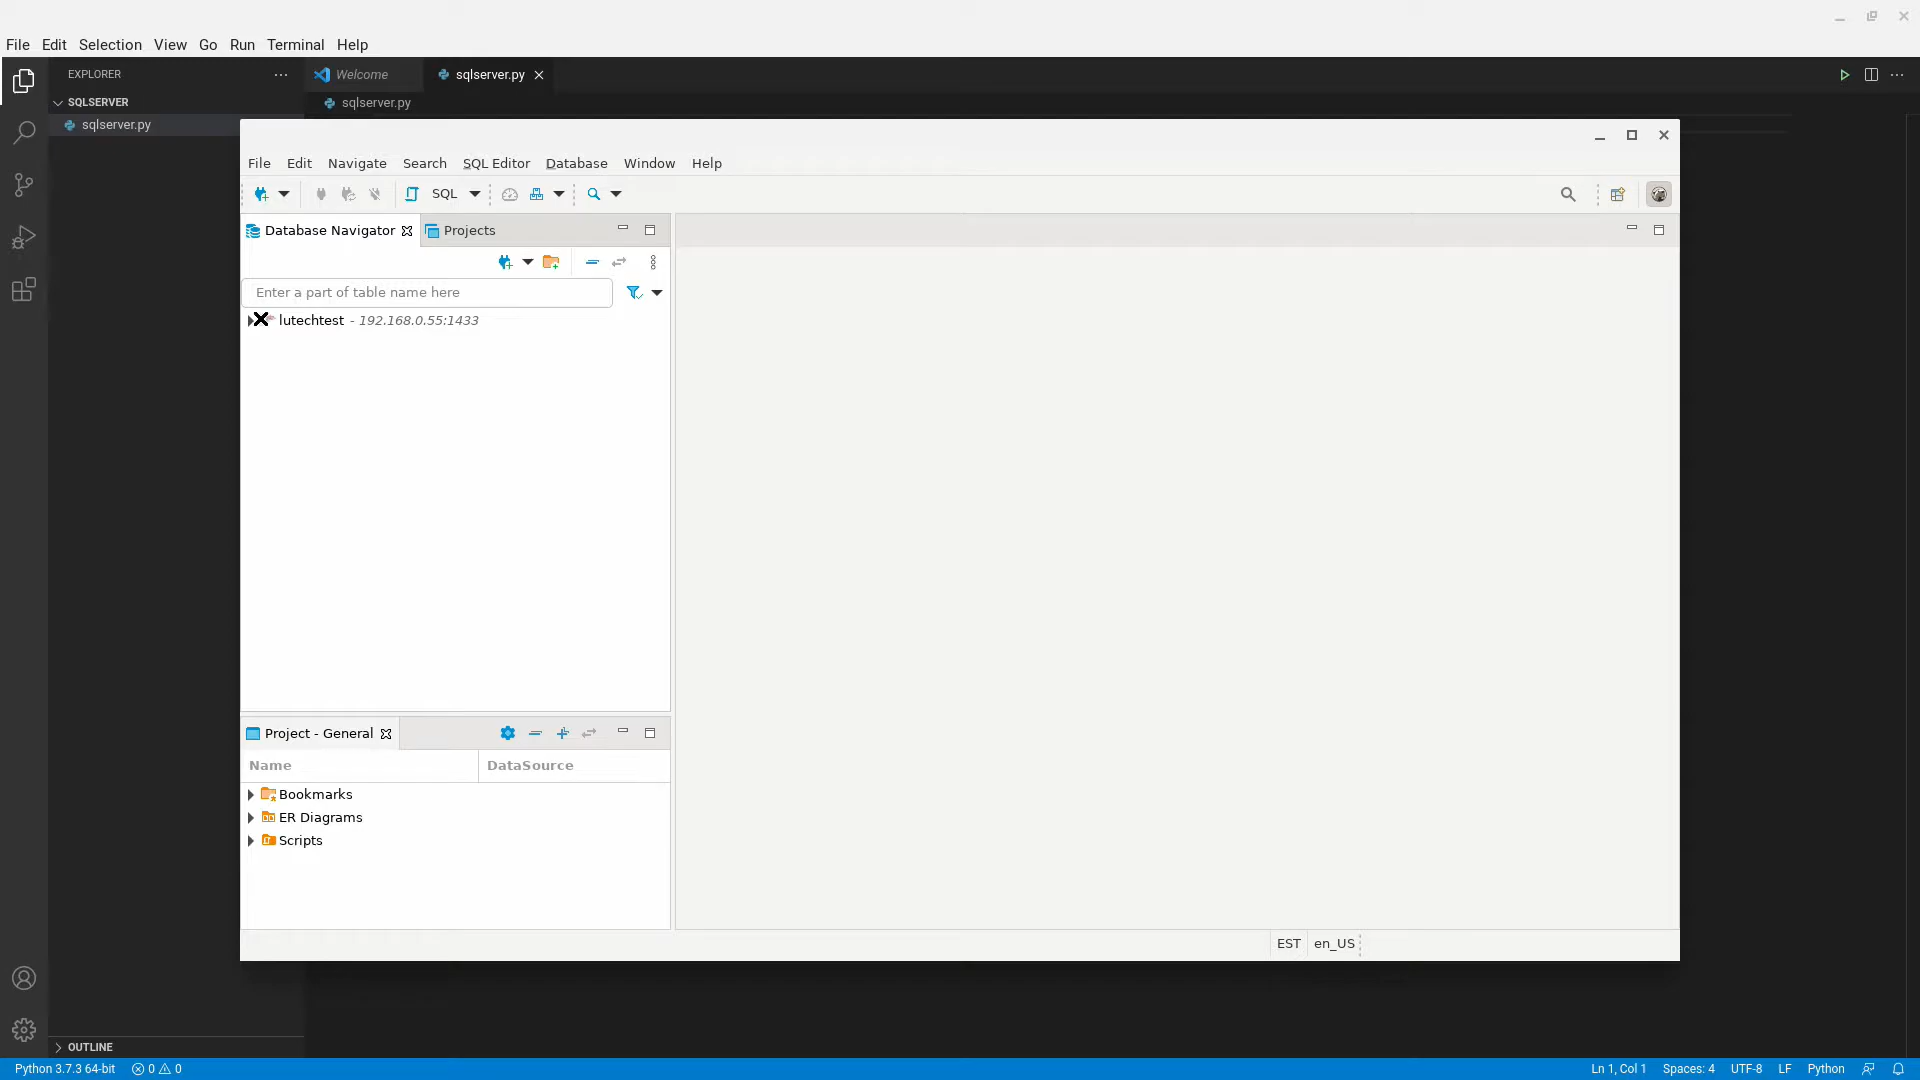 File Edit Selection View Go Run Terminal Help
EXPLORER
Welcome
sqlserver.py
SQLSERVER
sqlserver.py
sqlserver.py
File Edit Navigate Search SQL Editor Database Window Help
SQL
Database Navigator
Projects
Enter a part of table name here
lutechtest - 192.168.0.55:1433
Project - General
Name DataSource
Bookmarks
ER Diagrams
Scripts
EST en_US
OUTLINE
Python 3.7.3 64-bit 0 0 Ln 1, Col 1 Spaces: 4 UTF-8 LF Python